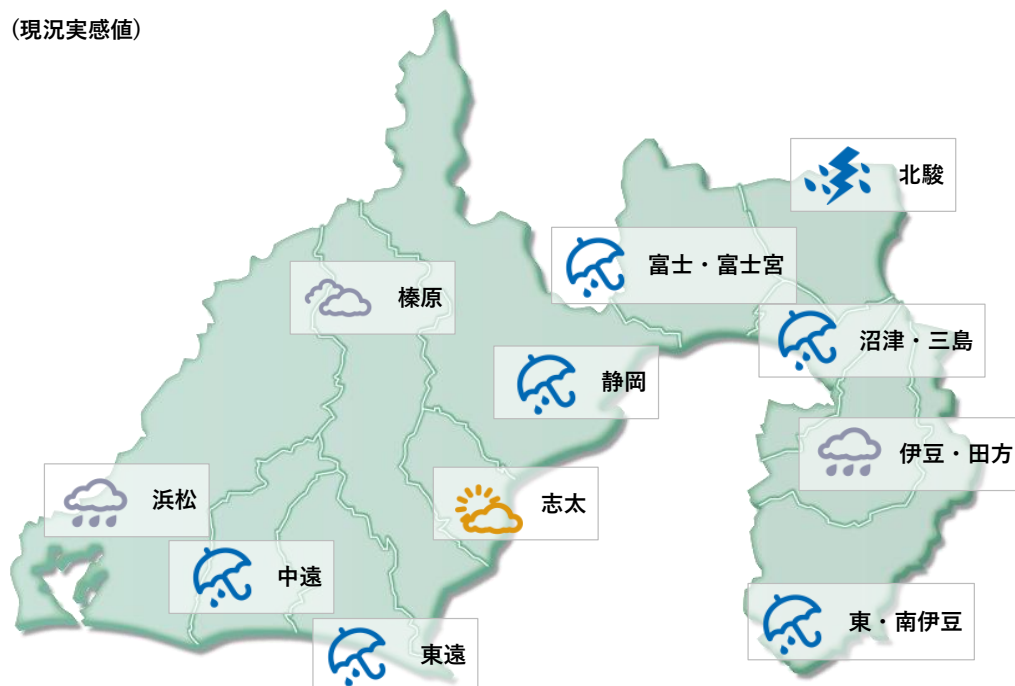 (現況実感値)
北駿
富士・富士宮
榛原
沼津・三島
静岡
伊豆・田方
浜松
志太
中遠
東・南伊豆
東遠